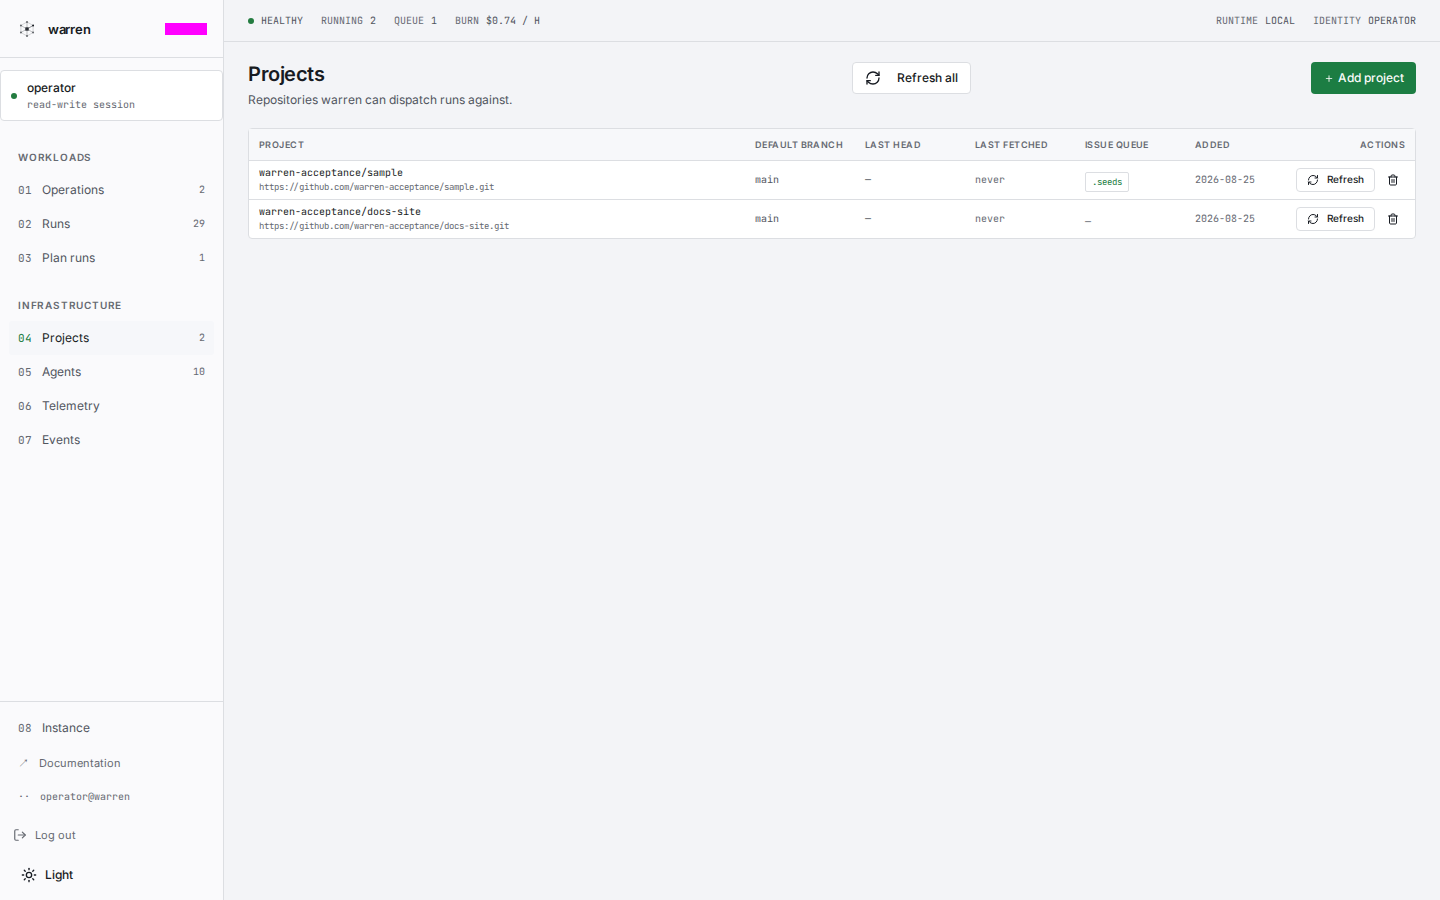 warren
operator
read-write session
WORKLOADS
01 Operations 2
02 Runs 29
03 Plan runs 1
INFRASTRUCTURE
04 Projects 2
05 Agents 10
06 Telemetry
07 Events
08 Instance
Documentation
operator@warren
Log out
Light
HEALTHY RUNNING 2 QUEUE 1 BURN $0.74 / H RUNTIME LOCAL IDENTITY OPERATOR
Projects
Repositories warren can dispatch runs against.
Refresh all
+ Add project
PROJECT DEFAULT BRANCH LAST HEAD LAST FETCHED ISSUE QUEUE ADDED ACTIONS
warren-acceptance/sample
https://github.com/warren-acceptance/sample.git
main — never .seeds 2026-08-25 Refresh
warren-acceptance/docs-site
https://github.com/warren-acceptance/docs-site.git
main — never — 2026-08-25 Refresh